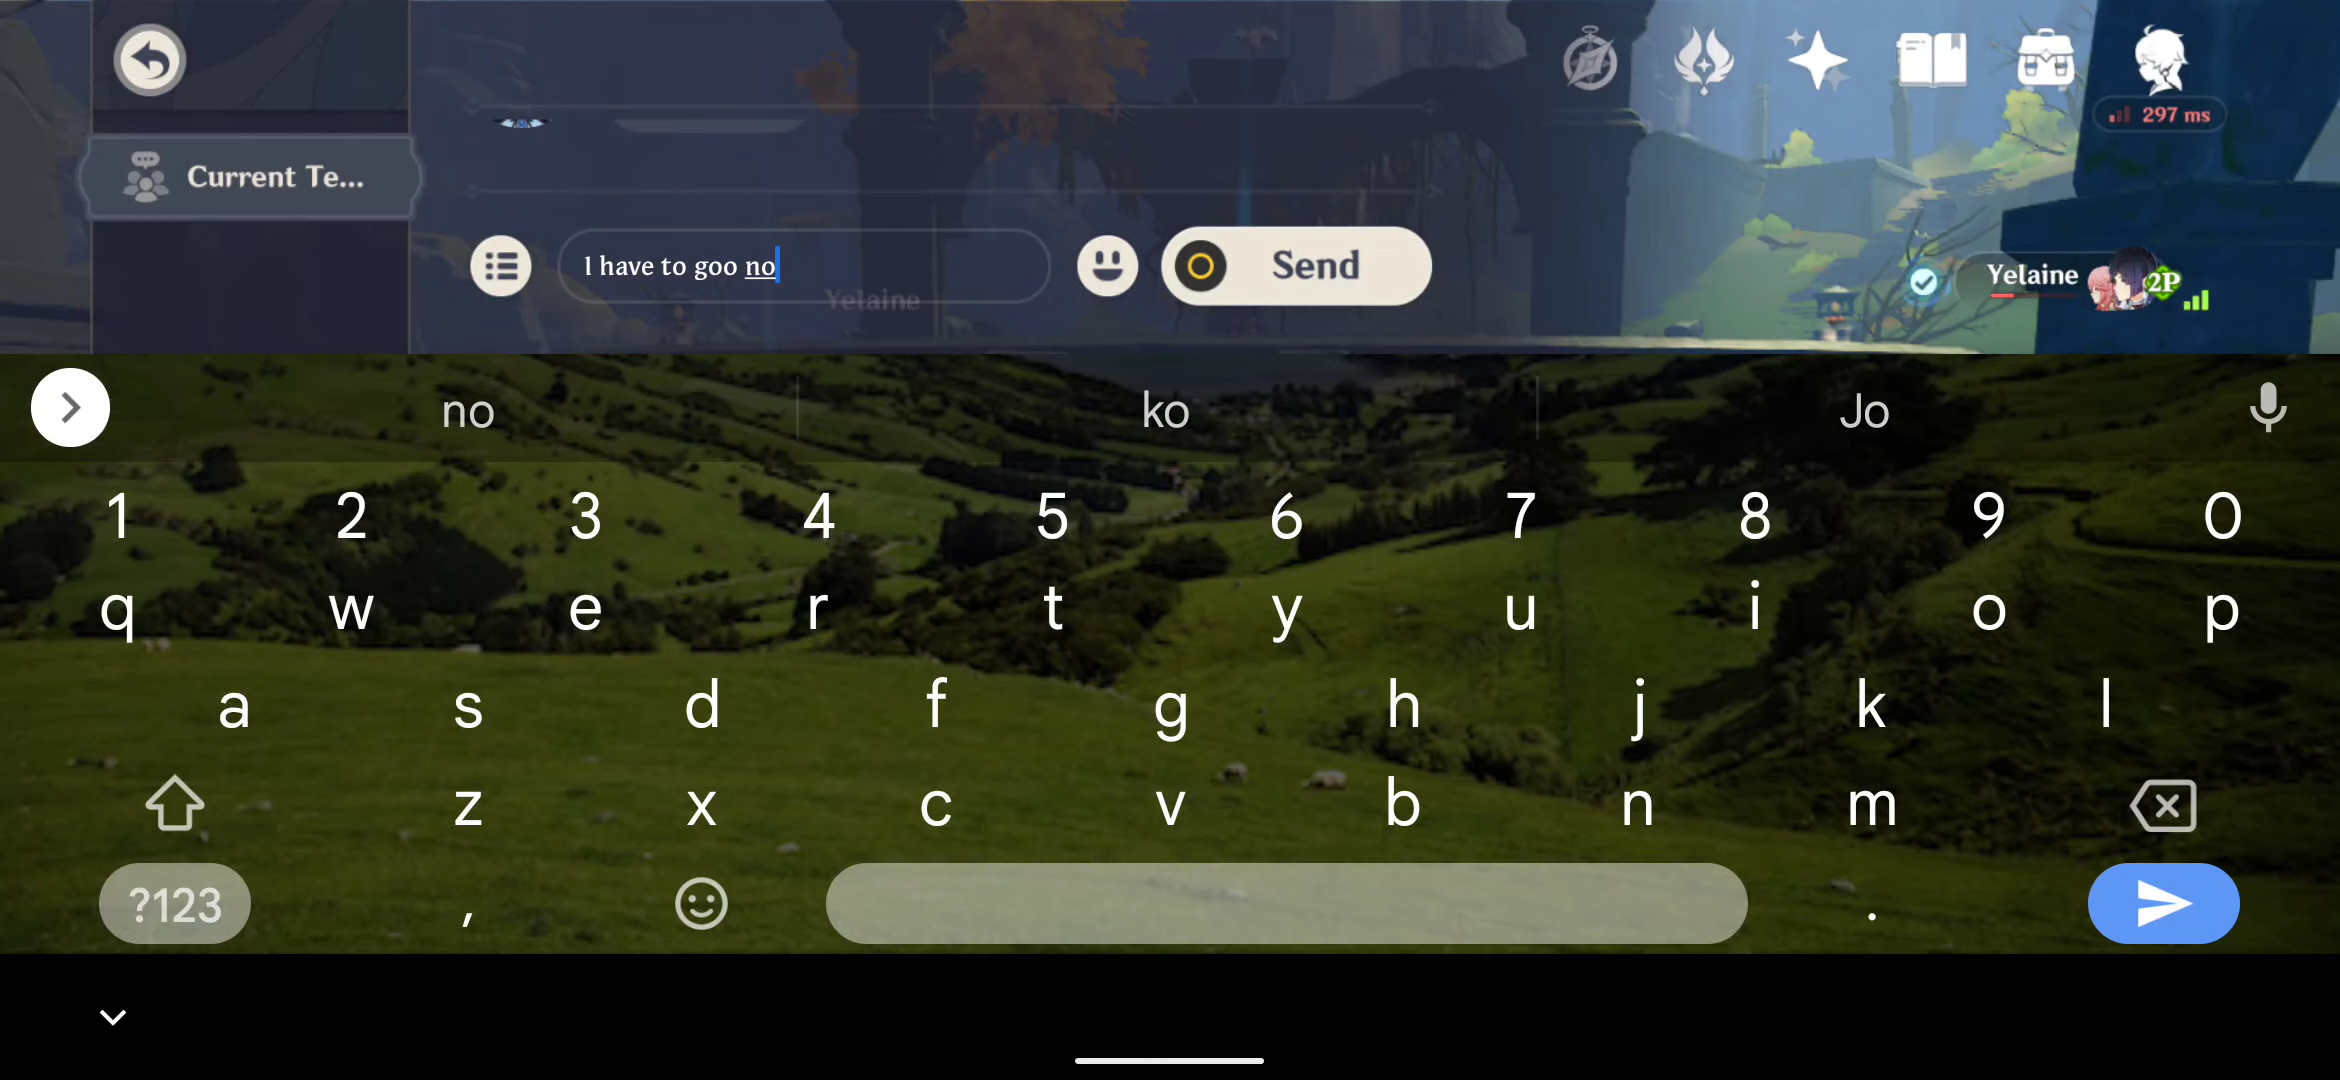 297 ms
Current Te...
I have to goo no
Send
Yelaine
Yelaine
2P
no ko Jo
1 2 3 4 5 6 7 8 9 0
q w e r t y u i o p
a s d f g h j k l
z x c v b n m
?123 , .